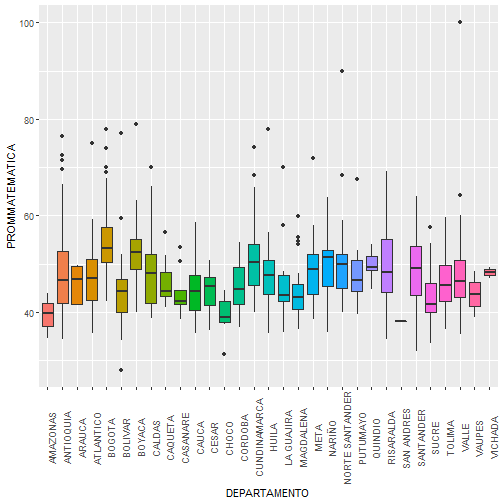 100
80
60
40
PROMMATEMATICA
AMAZONAS
ANTIOQUIA
ARAUCA
ATLANTICO
BOGOTA
BOLIVAR
BOYACA
CALDAS
CAQUETA
CASANARE
CAUCA
CESAR
CHOCO
CORDOBA
CUNDINAMARCA
HUILA
LA GUAJIRA
MAGDALENA
META
NARIÑO
NORTE SANTANDER
PUTUMAYO
QUINDIO
RISARALDA
SAN ANDRES
SANTANDER
SUCRE
TOLIMA
VALLE
VAUPES
VICHADA
DEPARTAMENTO